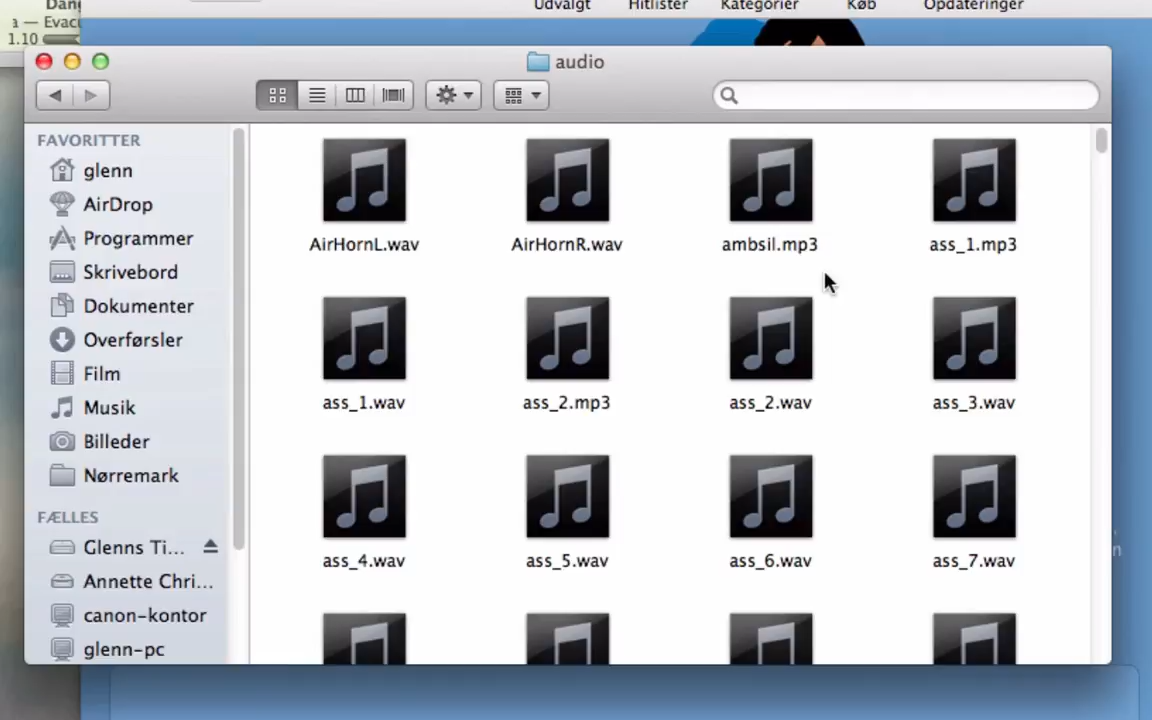 Dang
a — Evacu
1.10
Udvalgt Hitlister Kategorier Køb Opdateringer
audio
FAVORITTER
glenn
AirDrop
Programmer
Skrivebord
Dokumenter
Overførsler
Film
Musik
Billeder
Nørremark
FÆLLES
Glenns Ti...
Annette Chri...
canon-kontor
glenn-pc
AirHornL.wav AirHornR.wav ambsil.mp3 ass_1.mp3
ass_1.wav ass_2.mp3 ass_2.wav ass_3.wav
ass_4.wav ass_5.wav ass_6.wav ass_7.wav